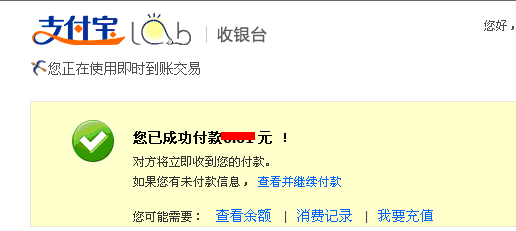 支付宝 Lab 收银台 您好，
您正在使用即时到账交易
您已成功付款 元 ！
对方将立即收到您的付款。
如果您有未付款信息， 查看并继续付款
您可能需要： 查看余额 | 消费记录 | 我要充值